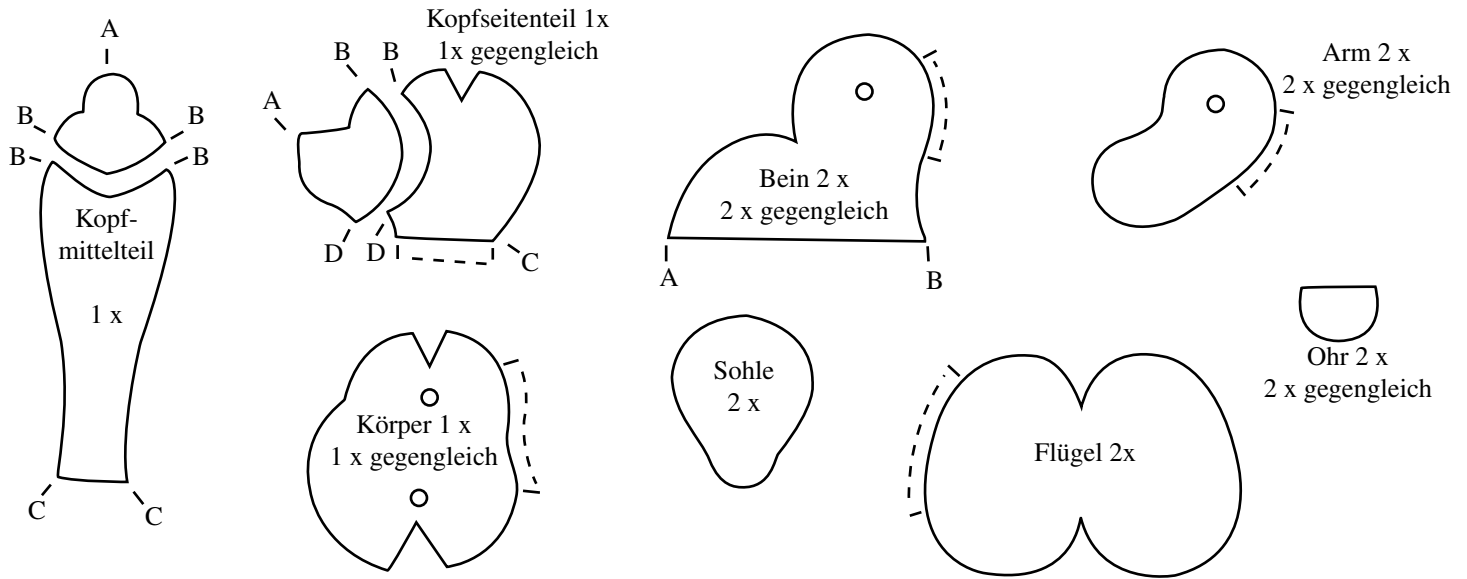 A
B
B
B
B
Kopf-
mittelteil
1 x
C
C
Kopfseitenteil 1x
1x gegengleich
A
B
B
D
D
C
Bein 2 x
2 x gegengleich
A
B
Arm 2 x
2 x gegengleich
Körper 1 x
1 x gegengleich
Sohle
2 x
Flügel 2x
Ohr 2 x
2 x gegengleich